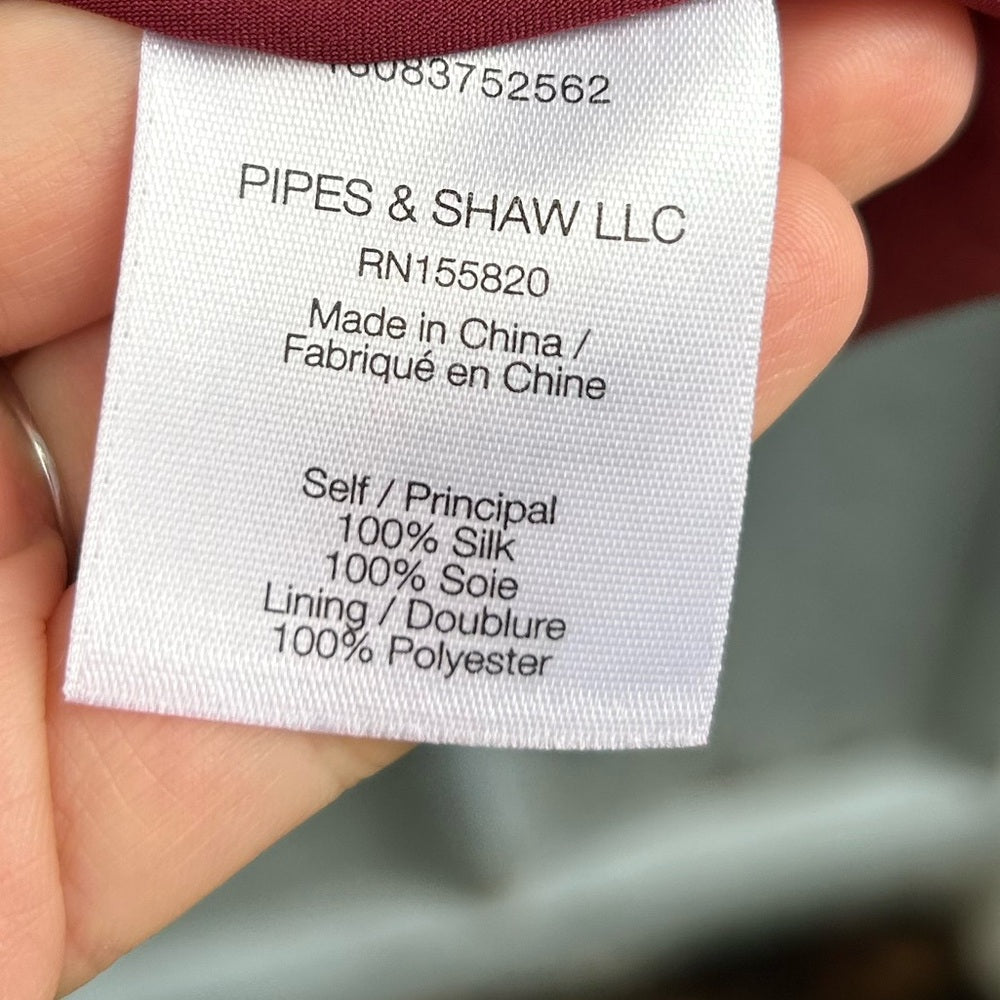 PIPES & SHAW LLC
RN155820
Made in China /
Fabriqué en Chine
Self / Principal
100% Silk
100% Soie
Lining / Doublure
100% Polyester